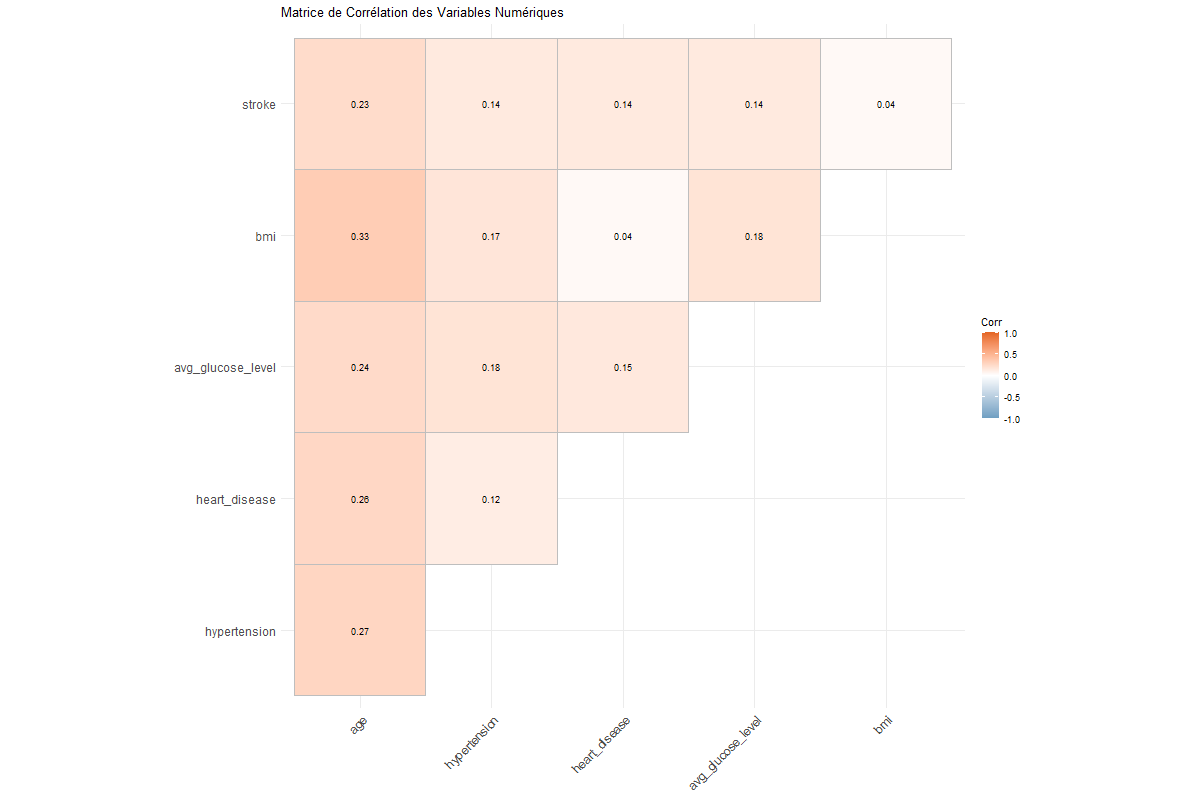 Matrice de Corrélation des Variables Numériques
stroke
0.23
0.14
0.14
0.14
0.04
bmi
0.33
0.17
0.04
0.18
avg_glucose_level
0.24
0.18
0.15
heart_disease
0.26
0.12
hypertension
0.27
age
hypertension
heart_disease
avg_glucose_level
bmi
Corr
1.0
0.5
0.0
-0.5
-1.0